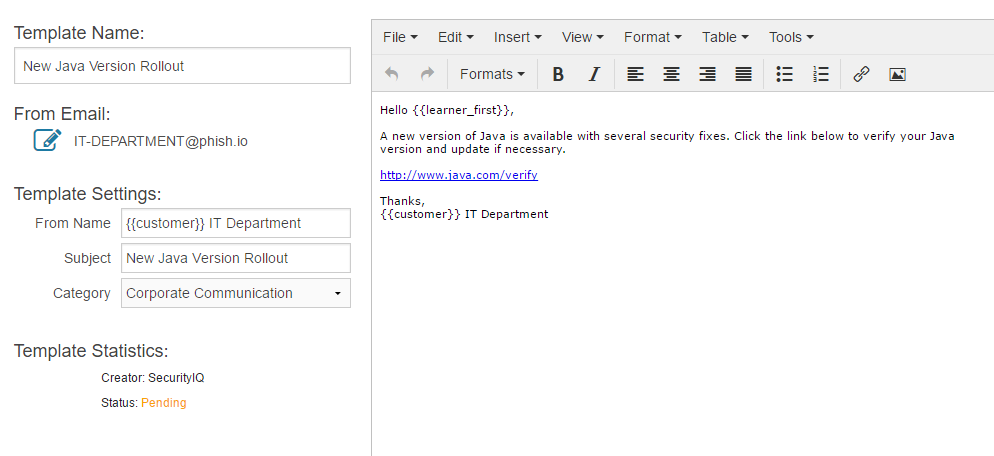 Template Name:
New Java Version Rollout
From Email:
IT-DEPARTMENT@phish.io
Template Settings:
From Name {{customer}} IT Department
Subject New Java Version Rollout
Category Corporate Communication
Template Statistics:
Creator: SecurityIQ
Status: Pending
File Edit Insert View Format Table Tools
Formats B I
Hello {{learner_first}},
A new version of Java is available with several security fixes. Click the link below to verify your Java
version and update if necessary.
http://www.java.com/verify
Thanks,
{{customer}} IT Department